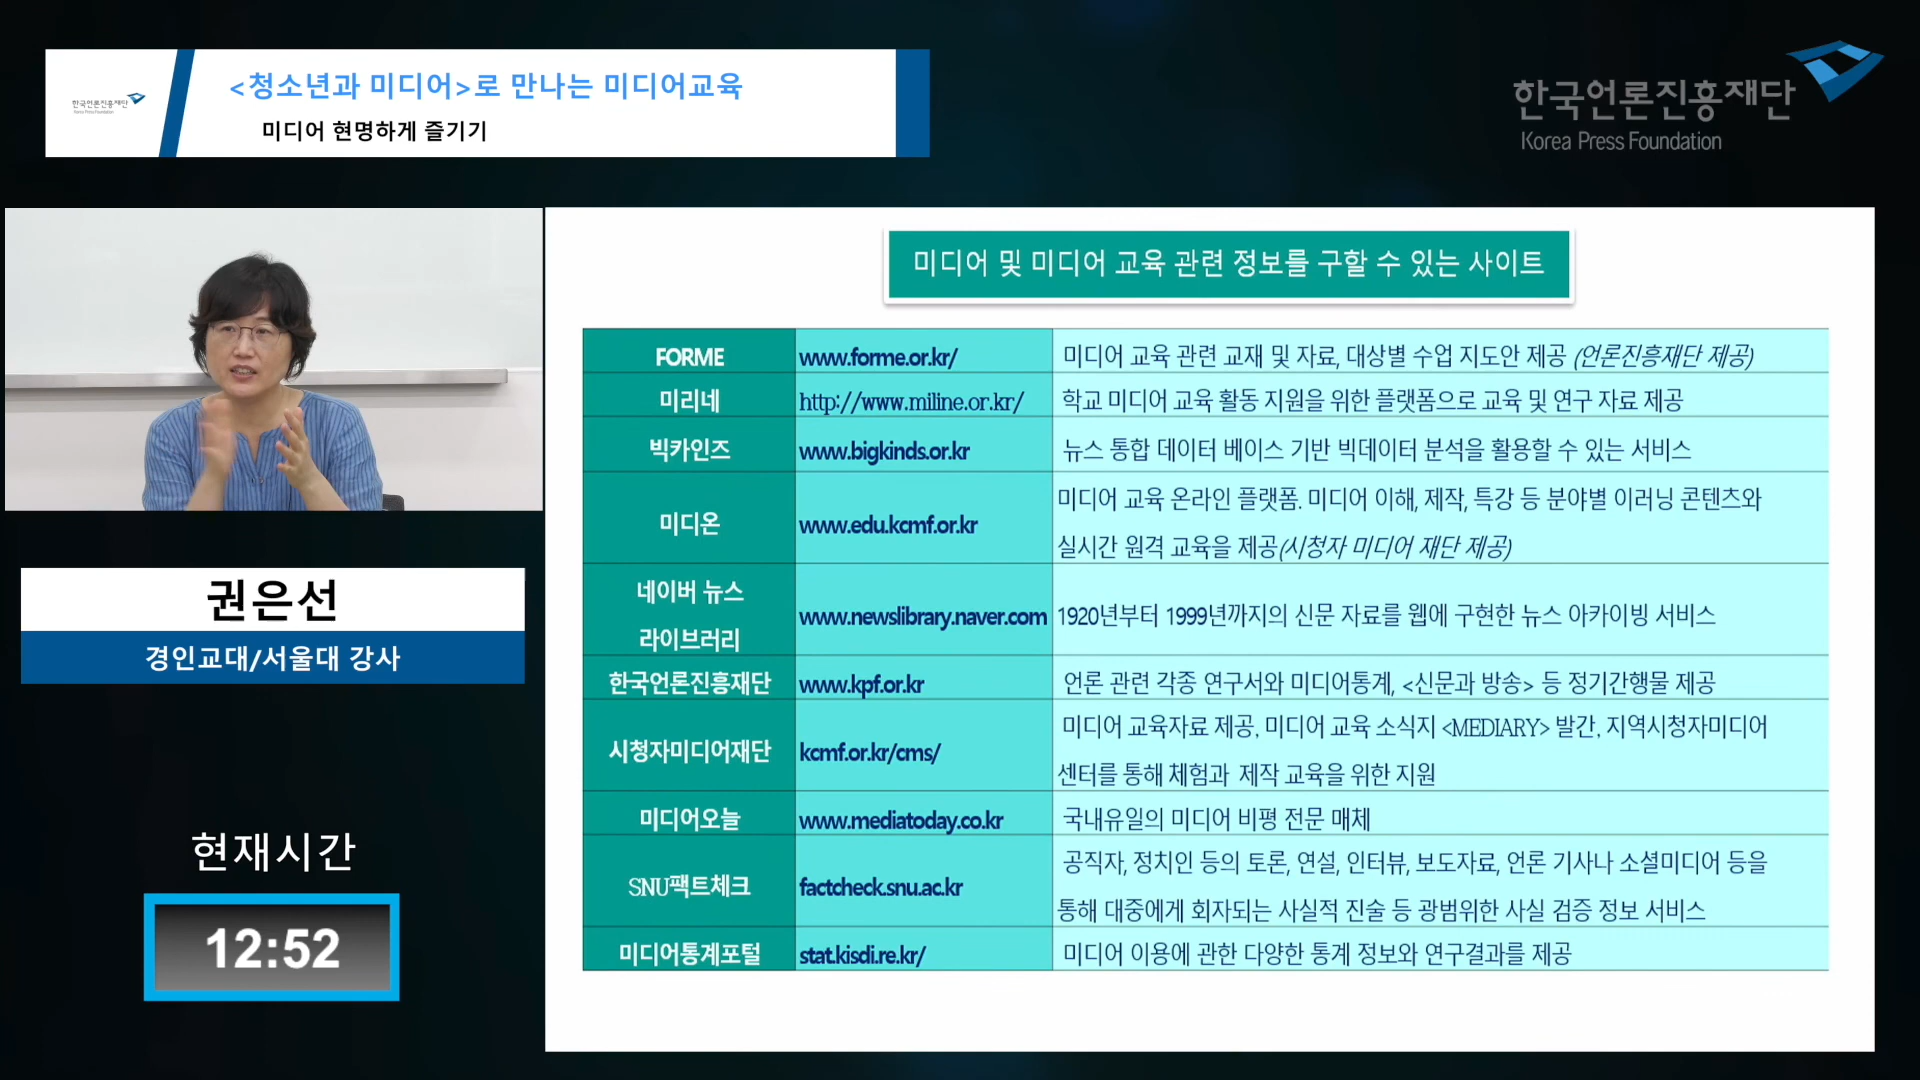 한국언론진흥재단
Korea Press Foundation
<청소년과 미디어>로 만나는 미디어교육
미디어 현명하게 즐기기
한국언론진흥재단
Korea Press Foundation
권은선
경인교대/서울대 강사
현재시간
12:52
미디어 및 미디어 교육 관련 정보를 구할 수 있는 사이트
FORME www.forme.or.kr/ 미디어 교육 관련 교재 및 자료, 대상별 수업 지도안 제공 (언론진흥재단 제공)
미리네 http://www.miline.or.kr/ 학교 미디어 교육 활동 지원을 위한 플랫폼으로 교육 및 연구 자료 제공
빅카인즈 www.bigkinds.or.kr 뉴스 통합 데이터 베이스 기반 빅데이터 분석을 활용할 수 있는 서비스
미디온 www.edu.kcmf.or.kr 미디어 교육 온라인 플랫폼. 미디어 이해, 제작, 특강 등 분야별 이러닝 콘텐츠와
실시간 원격 교육을 제공(시청자 미디어 재단 제공)
네이버 뉴스
라이브러리 www.newslibrary.naver.com 1920년부터 1999년까지의 신문 자료를 웹에 구현한 뉴스 아카이빙 서비스
한국언론진흥재단 www.kpf.or.kr 언론 관련 각종 연구서와 미디어통계, <신문과 방송> 등 정기간행물 제공
시청자미디어재단 kcmf.or.kr/cms/ 미디어 교육자료 제공, 미디어 교육 소식지 <MEDIARY> 발간, 지역시청자미디어
센터를 통해 체험과 제작 교육을 위한 지원
미디어오늘 www.mediatoday.co.kr 국내유일의 미디어 비평 전문 매체
SNU팩트체크 factcheck.snu.ac.kr 공직자, 정치인 등의 토론, 연설, 인터뷰, 보도자료, 언론 기사나 소셜미디어 등을
통해 대중에게 회자되는 사실적 진술 등 광범위한 사실 검증 정보 서비스
미디어통계포털 stat.kisdi.re.kr/ 미디어 이용에 관한 다양한 통계 정보와 연구결과를 제공